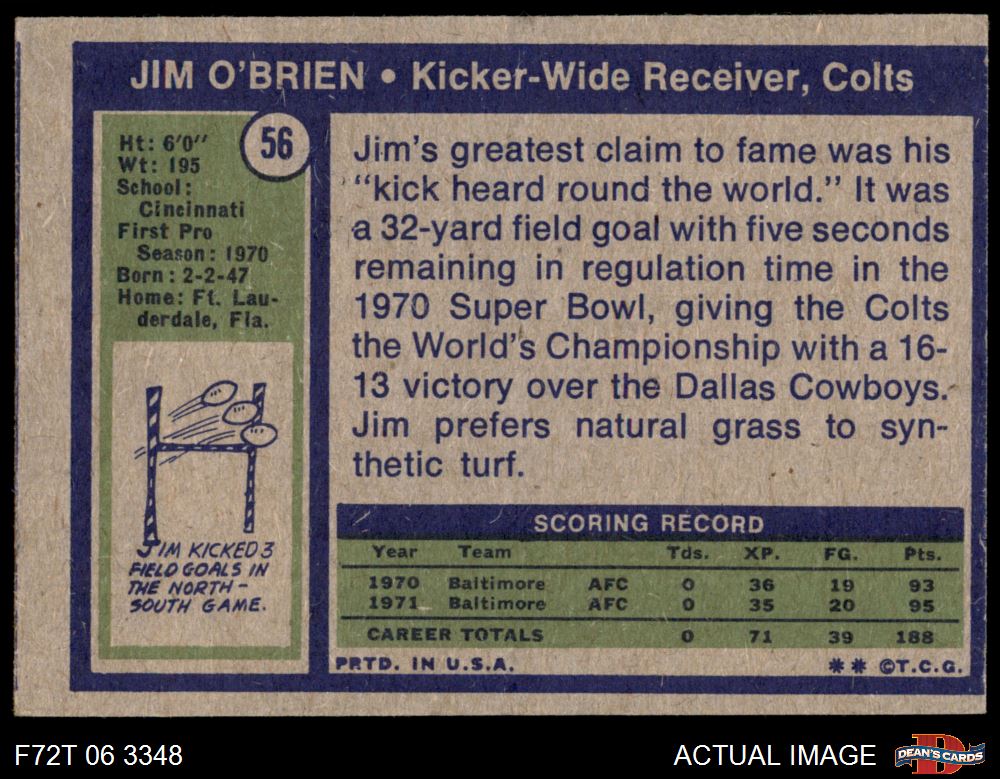 JIM O'BRIEN • Kicker-Wide Receiver, Colts
56
Ht: 6'0"
Wt: 195
School:
Cincinnati
First Pro
Season: 1970
Born: 2-2-47
Home: Ft. Lau-
derdale, Fla.
JIM KICKED 3
FIELD GOALS IN
THE NORTH-
SOUTH GAME.
Jim's greatest claim to fame was his
"kick heard round the world." It was
a 32-yard field goal with five seconds
remaining in regulation time in the
1970 Super Bowl, giving the Colts
the World's Championship with a 16-
13 victory over the Dallas Cowboys.
Jim prefers natural grass to syn-
thetic turf.
SCORING RECORD
Year Team Tds. XP. FG. Pts.
1970 Baltimore AFC 0 36 19 93
1971 Baltimore AFC 0 35 20 95
CAREER TOTALS 0 71 39 188
PRTD. IN U.S.A. ** ©T.C.G.
F72T 06 3348 ACTUAL IMAGE
D
DEAN'S CARDS